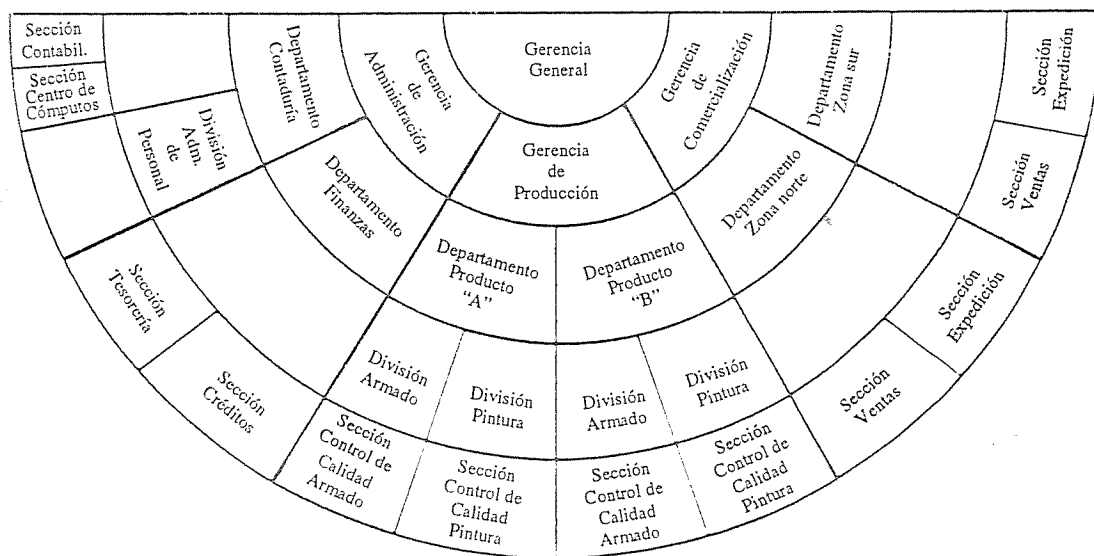 Gerencia
General
Gerencia
de
Administración
Gerencia
de
Producción
Gerencia
de
Comercialización
Departamento
Contaduría
Departamento
Finanzas
Departamento
Producto
“A”
Departamento
Producto
“B”
Departamento
Zona norte
Departamento
Zona sur
División
Adm.
de
Personal
División
Armado
División
Pintura
División
Armado
División
Pintura
Sección
Contabil.
Sección
Centro de
Cómputos
Sección
Tesorería
Sección
Créditos
Sección
Control de
Calidad
Armado
Sección
Control de
Calidad
Pintura
Sección
Control de
Calidad
Armado
Sección
Control de
Calidad
Pintura
Sección
Ventas
Sección
Expedición
Sección
Ventas
Sección
Expedición